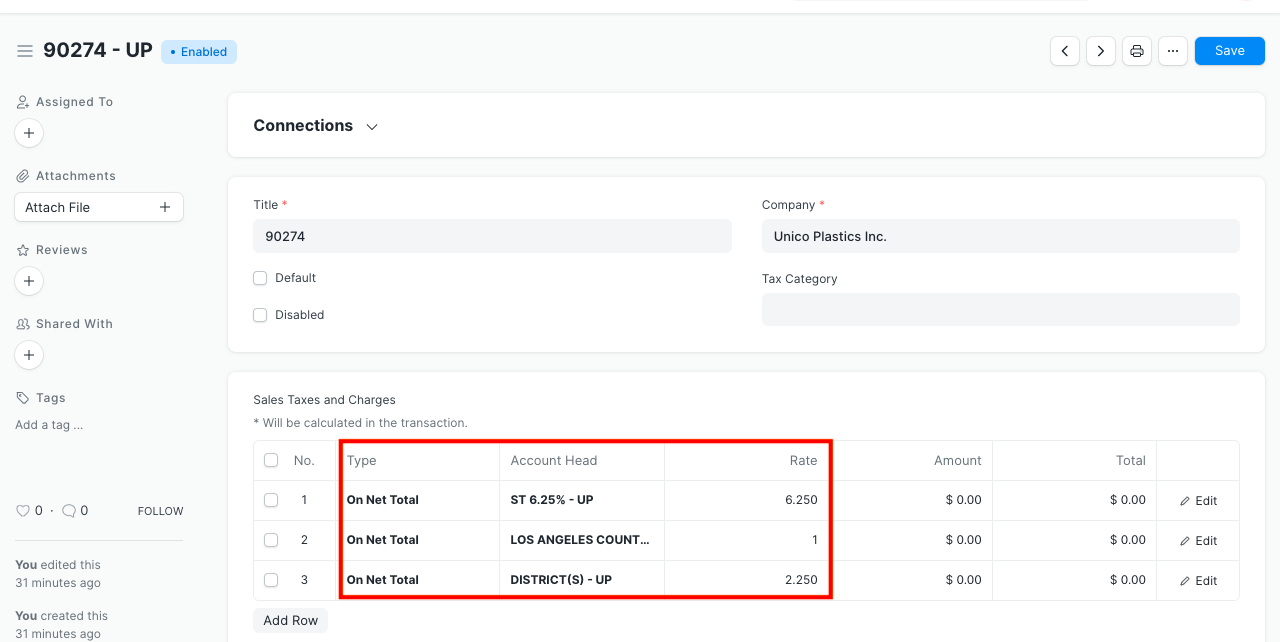 90274 - UP
• Enabled
Save
Assigned To
Attachments
Attach File
Reviews
Shared With
Tags
Add a tag ...
0 · 0 FOLLOW
You edited this
31 minutes ago
You created this
31 minutes ago
Connections
Title *
90274
Default
Disabled
Company *
Unico Plastics Inc.
Tax Category
Sales Taxes and Charges
* Will be calculated in the transaction.
No. Type Account Head Rate Amount Total
1 On Net Total ST 6.25% - UP 6.250 $ 0.00 $ 0.00 Edit
2 On Net Total LOS ANGELES COUNT... 1 $ 0.00 $ 0.00 Edit
3 On Net Total DISTRICT(S) - UP 2.250 $ 0.00 $ 0.00 Edit
Add Row